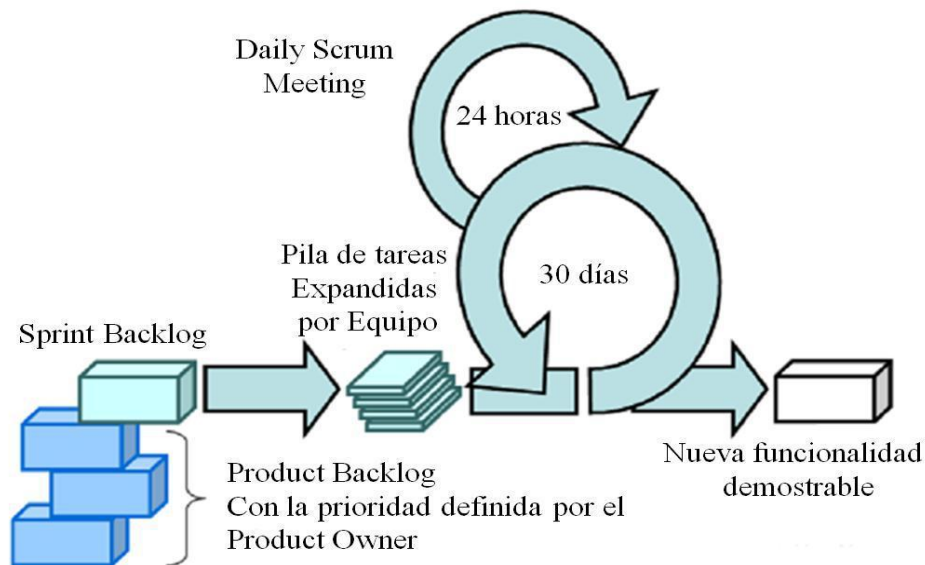 Daily Scrum
Meeting
24 horas
Pila de tareas
Expandidas
por Equipo
30 días
Sprint Backlog
Nueva funcionalidad
demostrable
Product Backlog
Con la prioridad definida por el
Product Owner